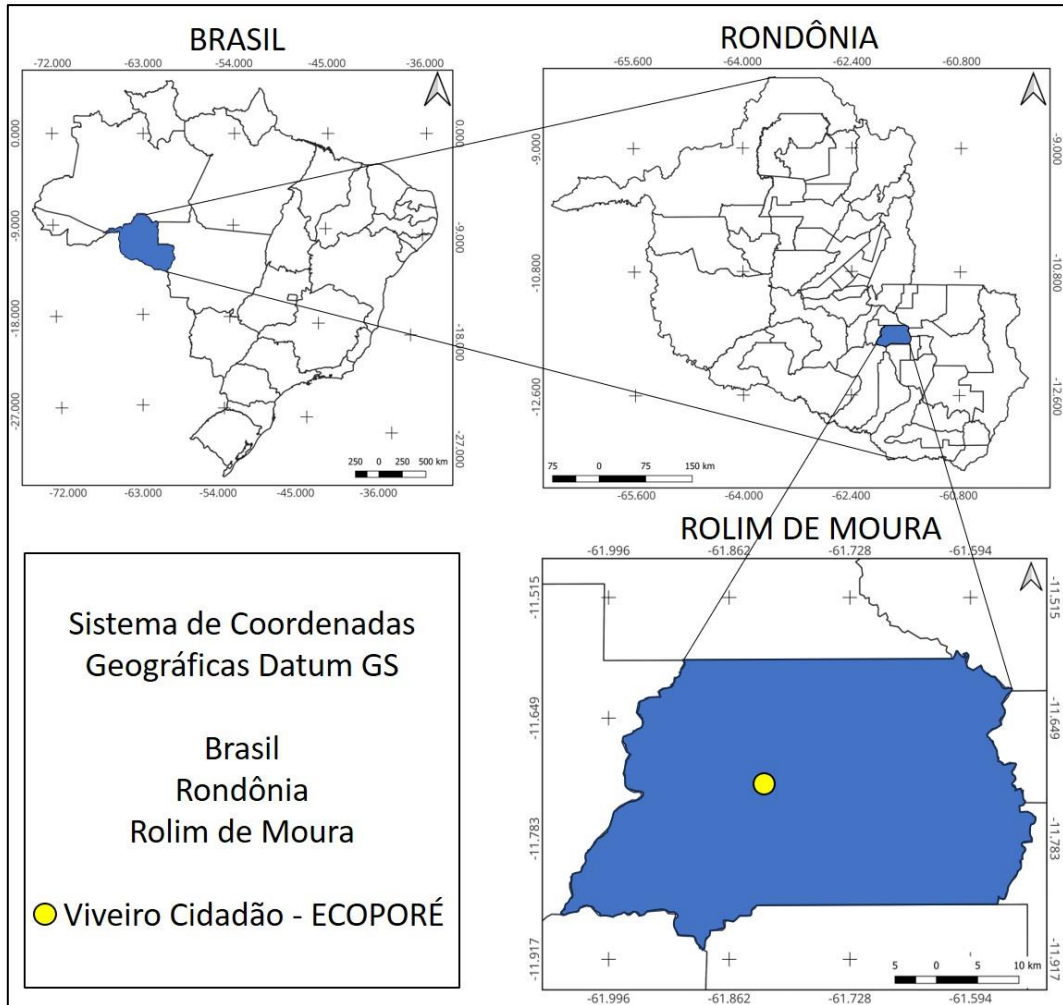 BRASIL
-72.000 -63.000 -54.000 -45.000 -36.000
0.000 0.000
-9.000 -9.000
-18.000 -18.000
-27.000 -27.000
250 0 250 500 km
-72.000 -63.000 -54.000 -45.000 -36.000
RONDÔNIA
-65.600 -64.000 -62.400 -60.800
-9.000 -9.000
-10.800 -10.800
-12.600 -12.600
75 0 75 150 km
-65.600 -64.000 -62.400 -60.800
ROLIM DE MOURA
-61.996 -61.862 -61.728 -61.594
-11.515 -11.515
-11.649 -11.649
-11.783 -11.783
-11.917 -11.917
5 0 5 10 km
-61.996 -61.862 -61.728 -61.594
Sistema de Coordenadas
Geográficas Datum GS
Brasil
Rondônia
Rolim de Moura
Viveiro Cidadão - ECOPORÉ